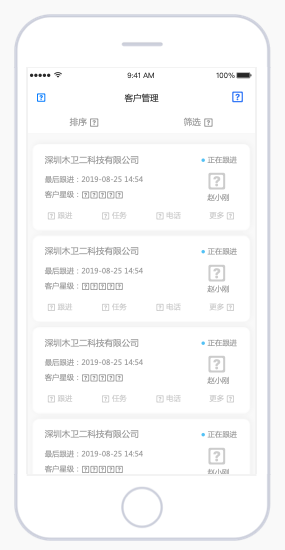 9:41 AM 100%
客户管理
排序 筛选
深圳木卫二科技有限公司 正在跟进
最后跟进：2019-08-25 14:54
客户星级：
赵小刚
跟进 任务 电话 更多
深圳木卫二科技有限公司 正在跟进
最后跟进：2019-08-25 14:54
客户星级：
赵小刚
跟进 任务 电话 更多
深圳木卫二科技有限公司 正在跟进
最后跟进：2019-08-25 14:54
客户星级：
赵小刚
跟进 任务 电话 更多
深圳木卫二科技有限公司 正在跟进
最后跟进：2019-08-25 14:54
客户星级：
赵小刚